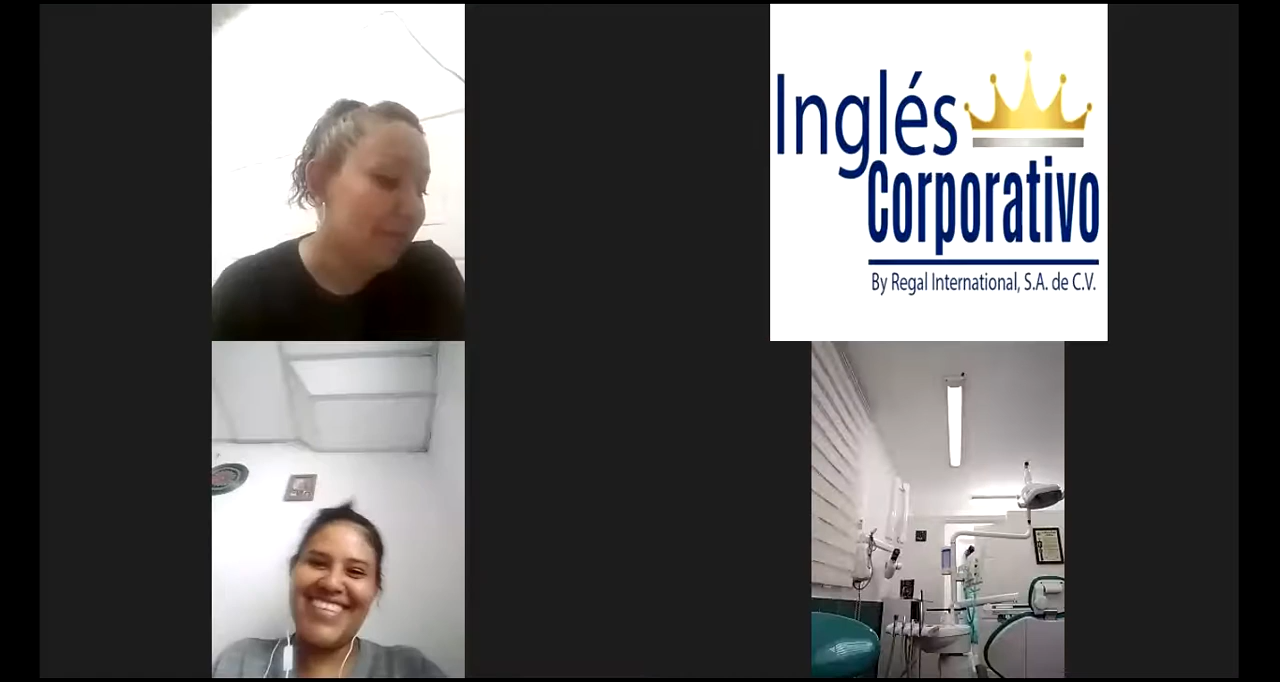 Inglés
Corporativo
By Regal International, S.A. de C.V.